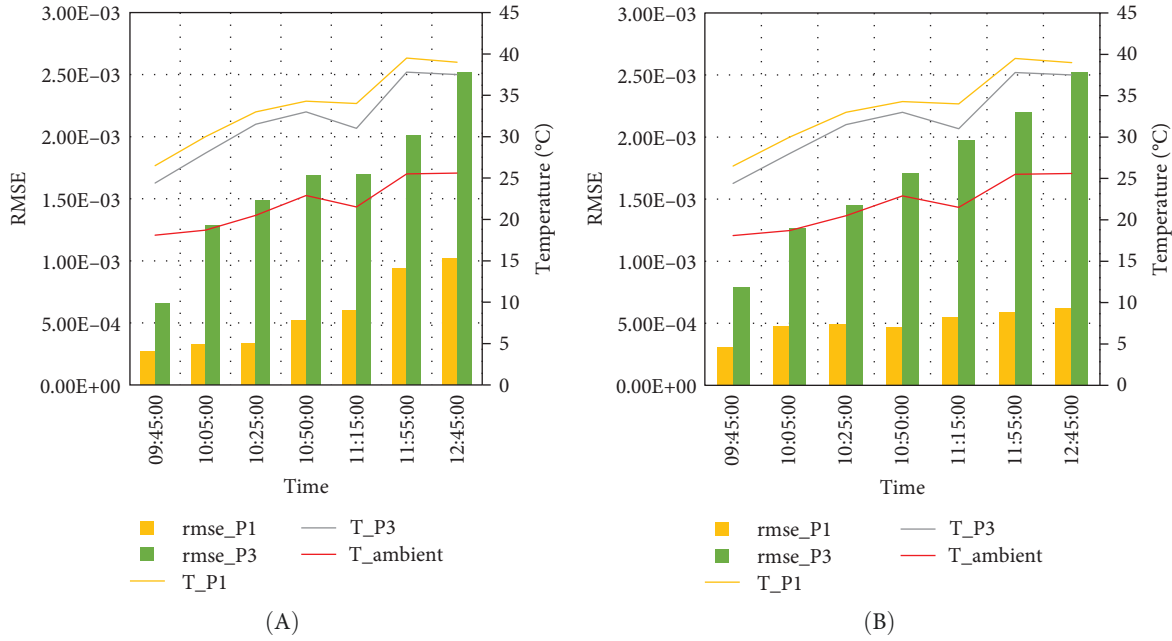 3.00E–03
2.50E–03
2.00E–03
1.50E–03
1.00E–03
5.00E–04
0.00E+00
RMSE
45
40
35
30
25
20
15
10
5
0
Temperature (°C)
09:45:00
10:05:00
10:25:00
10:50:00
11:15:00
11:55:00
12:45:00
Time
rmse_P1
rmse_P3
T_P1
T_P3
T_ambient
(A)
3.00E–03
2.50E–03
2.00E–03
1.50E–03
1.00E–03
5.00E–04
0.00E+00
RMSE
45
40
35
30
25
20
15
10
5
0
Temperature (°C)
09:45:00
10:05:00
10:25:00
10:50:00
11:15:00
11:55:00
12:45:00
Time
rmse_P1
rmse_P3
T_P1
T_P3
T_ambient
(B)